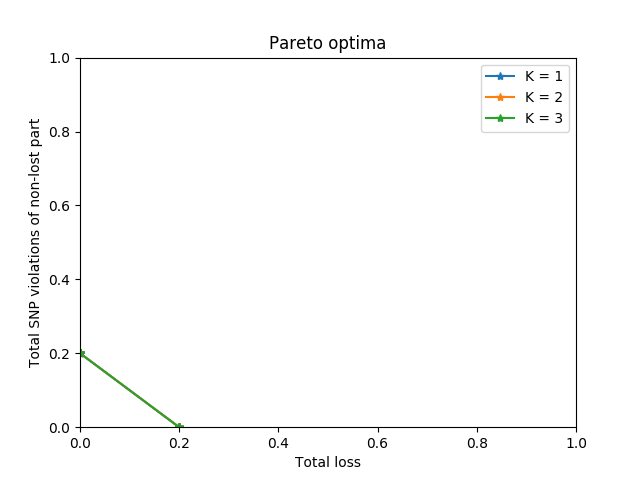 Pareto optima
Total SNP violations of non-lost part
1.0
0.8
0.6
0.4
0.2
0.0
K = 1
K = 2
K = 3
0.0 0.2 0.4 0.6 0.8 1.0
Total loss